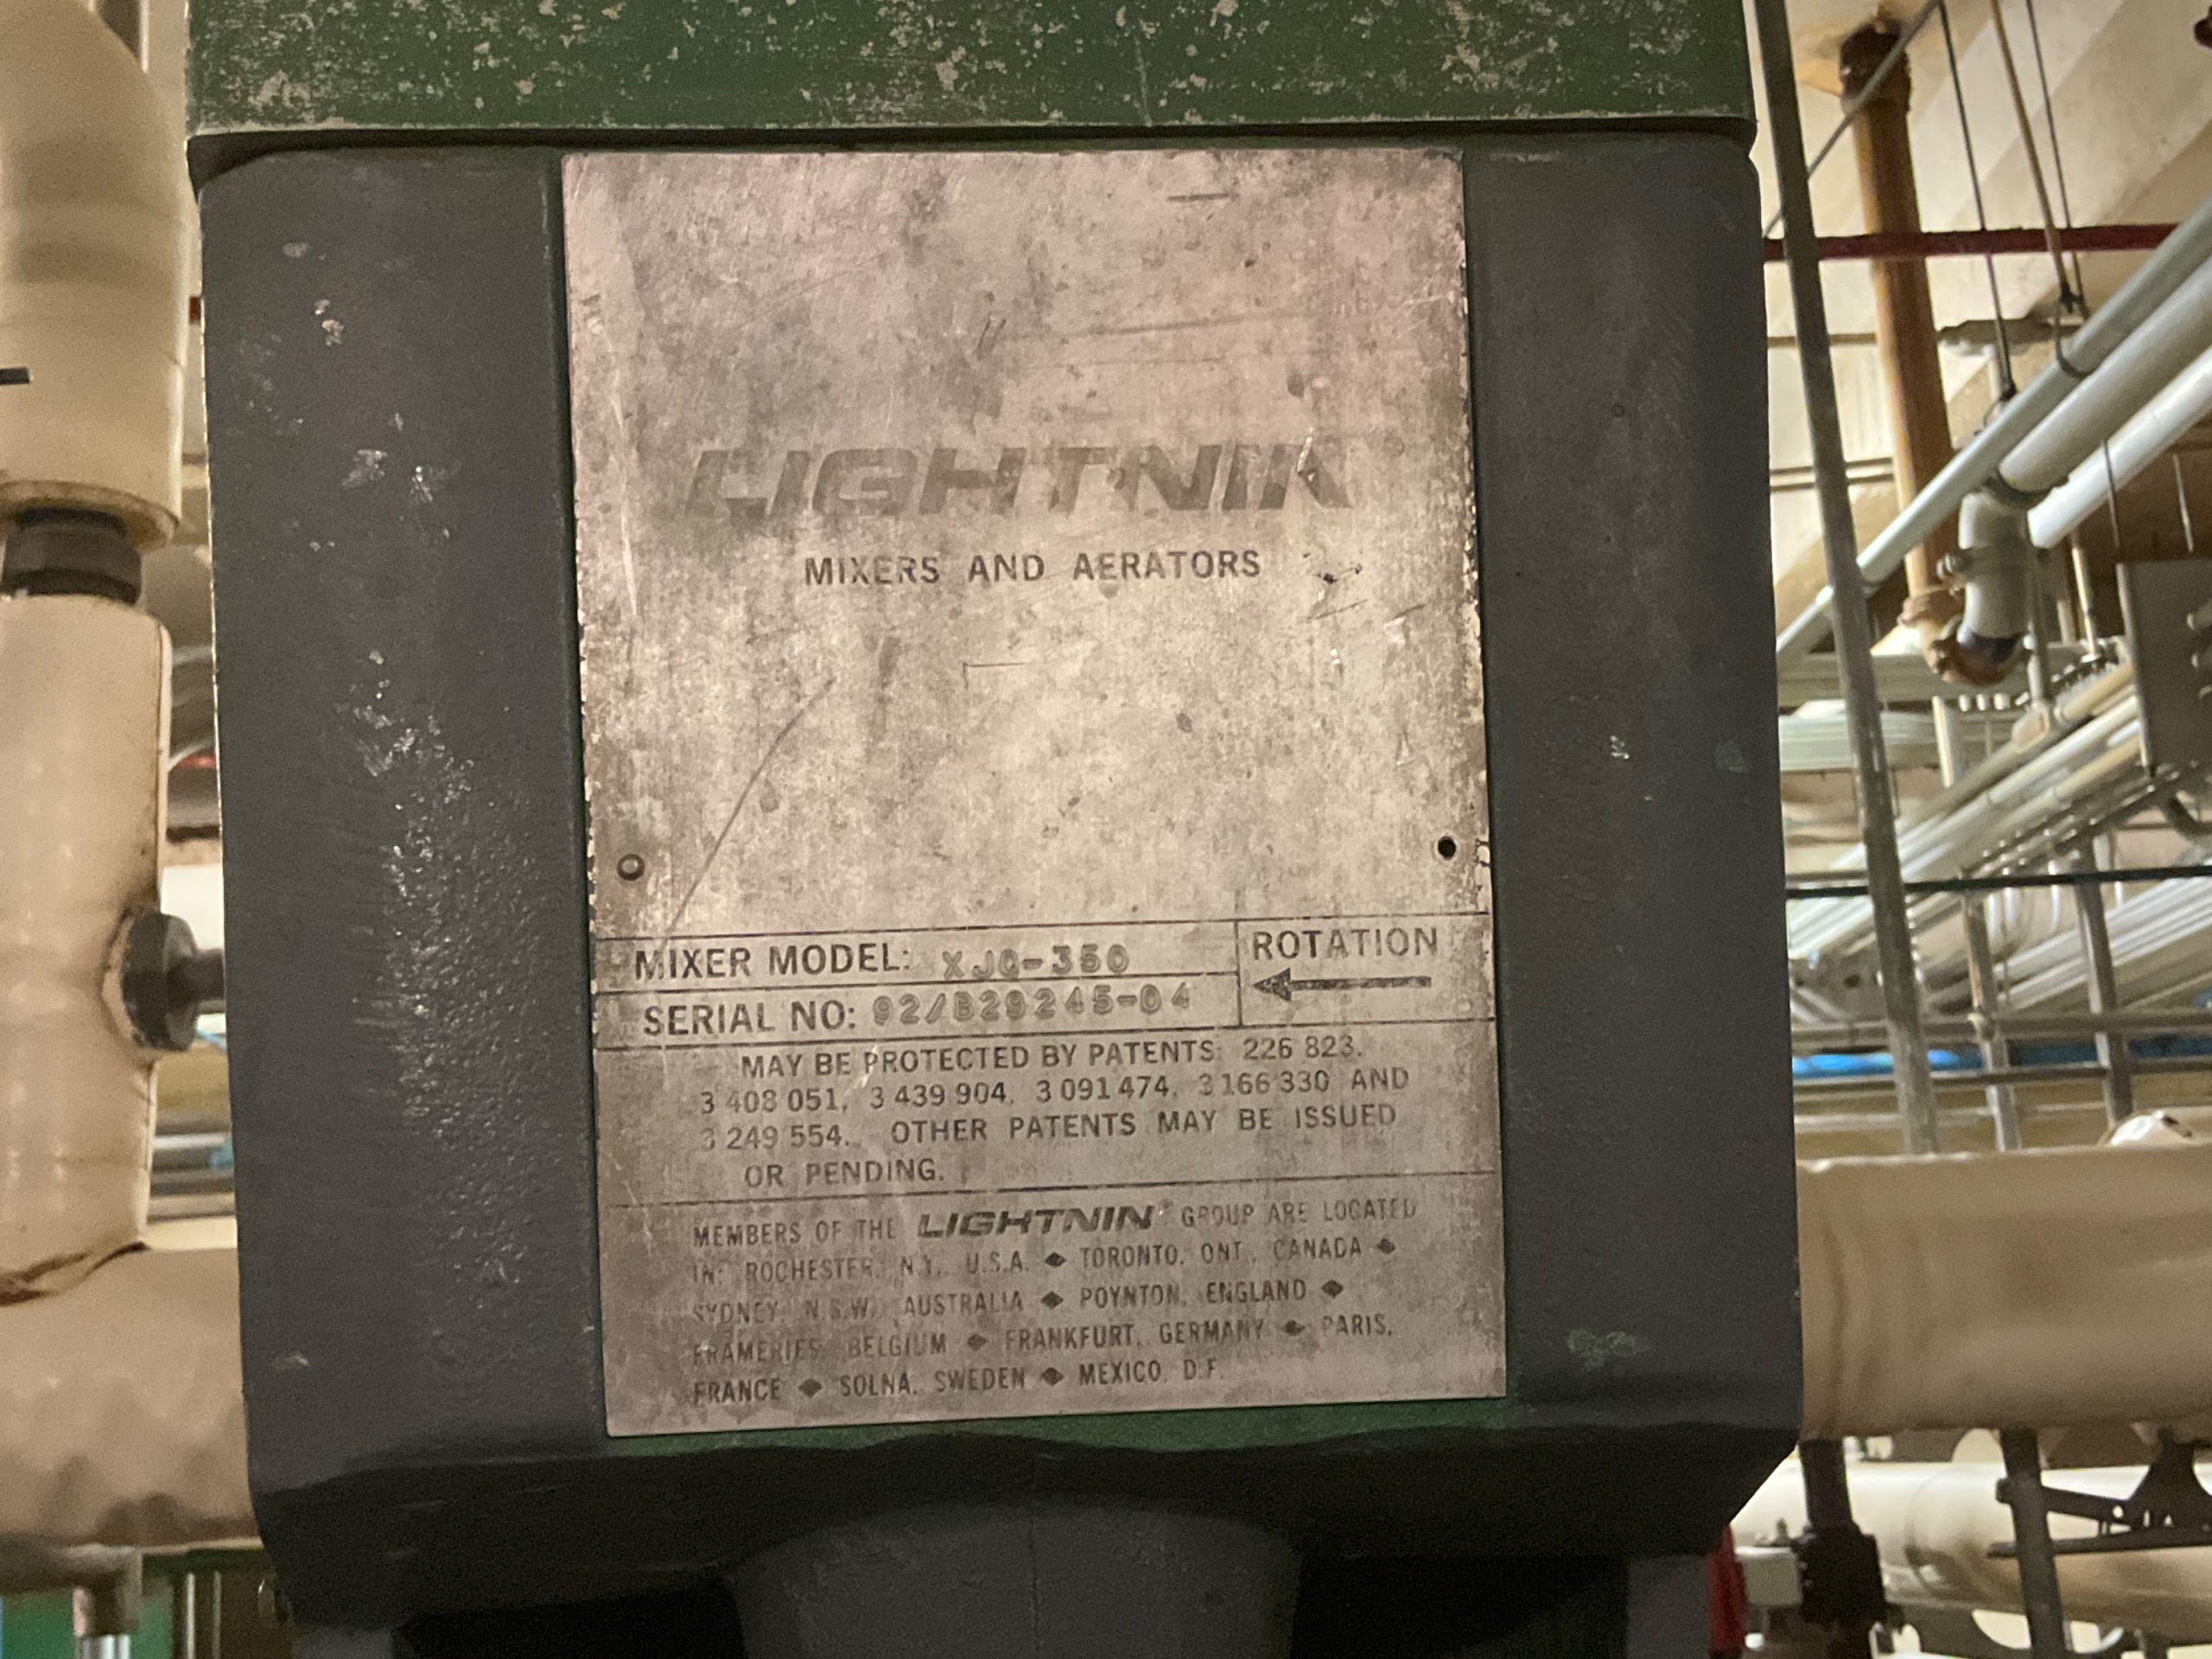 LIGHTNIN
MIXERS AND AERATORS
MIXER MODEL: XJQ-350
ROTATION
SERIAL NO: 92/829245-04
MAY BE PROTECTED BY PATENTS: 226 823.
3 408 051, 3 439 904, 3 091 474, 3 166 330 AND
3 249 554. OTHER PATENTS MAY BE ISSUED
OR PENDING.
MEMBERS OF THE LIGHTNIN® GROUP ARE LOCATED
IN: ROCHESTER, N.Y., U.S.A. ◆ TORONTO, ONT., CANADA ◆
SYDNEY, N.S.W., AUSTRALIA ◆ POYNTON, ENGLAND ◆
FRAMERIES, BELGIUM ◆ FRANKFURT, GERMANY ◆ PARIS,
FRANCE ◆ SOLNA, SWEDEN ◆ MEXICO, D.F.